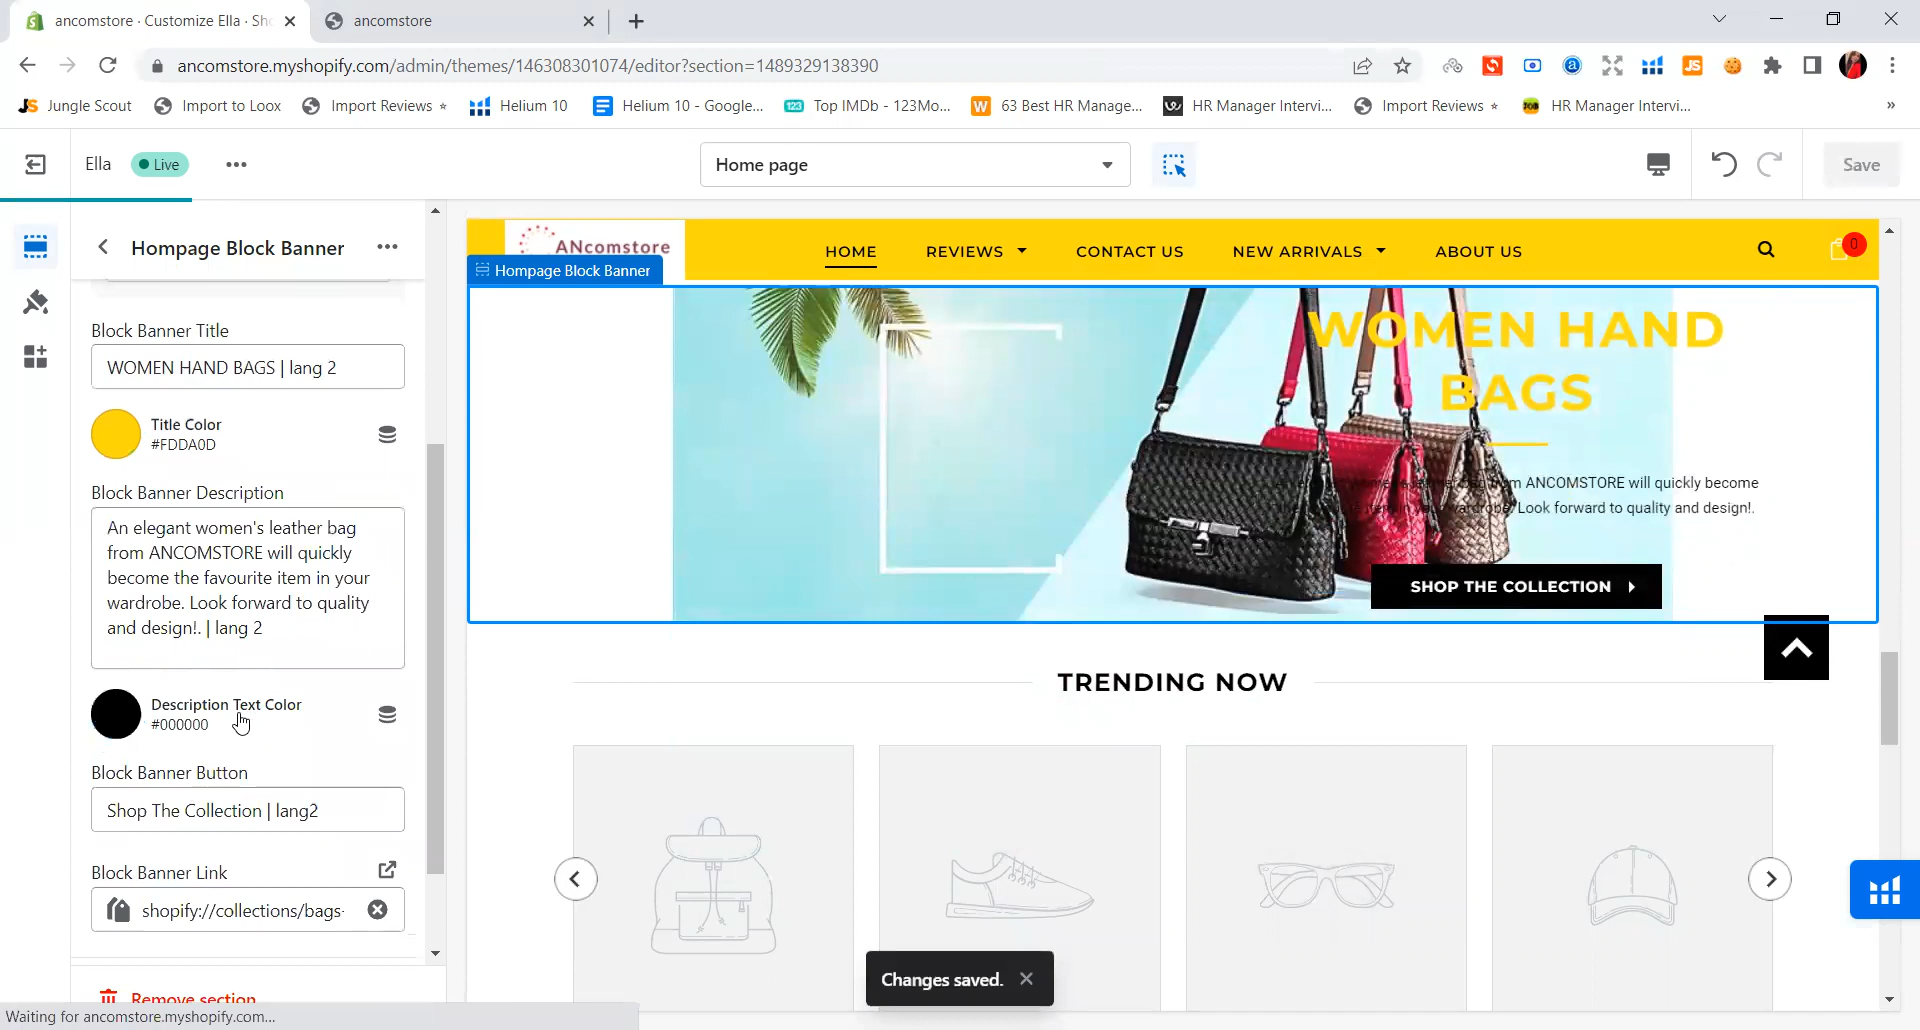 ancomstore · Customize Ella · Sh
ancomstore
ancomstore.myshopify.com/admin/themes/146308301074/editor?section=1489329138390
Jungle Scout
Import to Loox
Import Reviews ⭒
Helium 10
Helium 10 - Google...
Top IMDb - 123Mo...
63 Best HR Manage...
HR Manager Intervi...
Import Reviews ⭒
HR Manager Intervi...
»
Ella
Live
Home page
Save
Hompage Block Banner
Block Banner Title
WOMEN HAND BAGS | lang 2
Title Color
#FDDA0D
Block Banner Description
An elegant women's leather bag
from ANCOMSTORE will quickly
become the favourite item in your
wardrobe. Look forward to quality
and design!. | lang 2
Description Text Color
#000000
Block Banner Button
Shop The Collection | lang2
Block Banner Link
shopify://collections/bags-
Remove section
Waiting for ancomstore.myshopify.com...
ANcomstore
HOME
REVIEWS
CONTACT US
NEW ARRIVALS
ABOUT US
0
Hompage Block Banner
WOMEN HAND
BAGS
from ANCOMSTORE will quickly become
Look forward to quality and design!.
SHOP THE COLLECTION
TRENDING NOW
Changes saved.